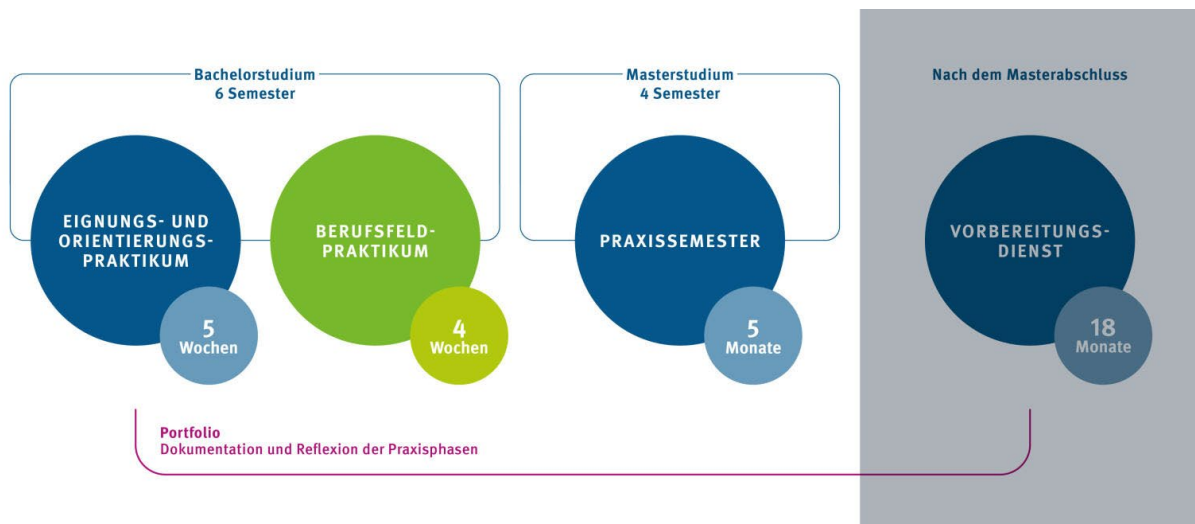 Bachelorstudium
6 Semester
Masterstudium
4 Semester
Nach dem Masterabschluss
EIGNUNGS- UND
ORIENTIERUNGS-
PRAKTIKUM
5
Wochen
BERUFSFELD-
PRAKTIKUM
4
Wochen
PRAXISSEMESTER
5
Monate
VORBEREITUNGS-
DIENST
18
Monate
Portfolio
Dokumentation und Reflexion der Praxisphasen